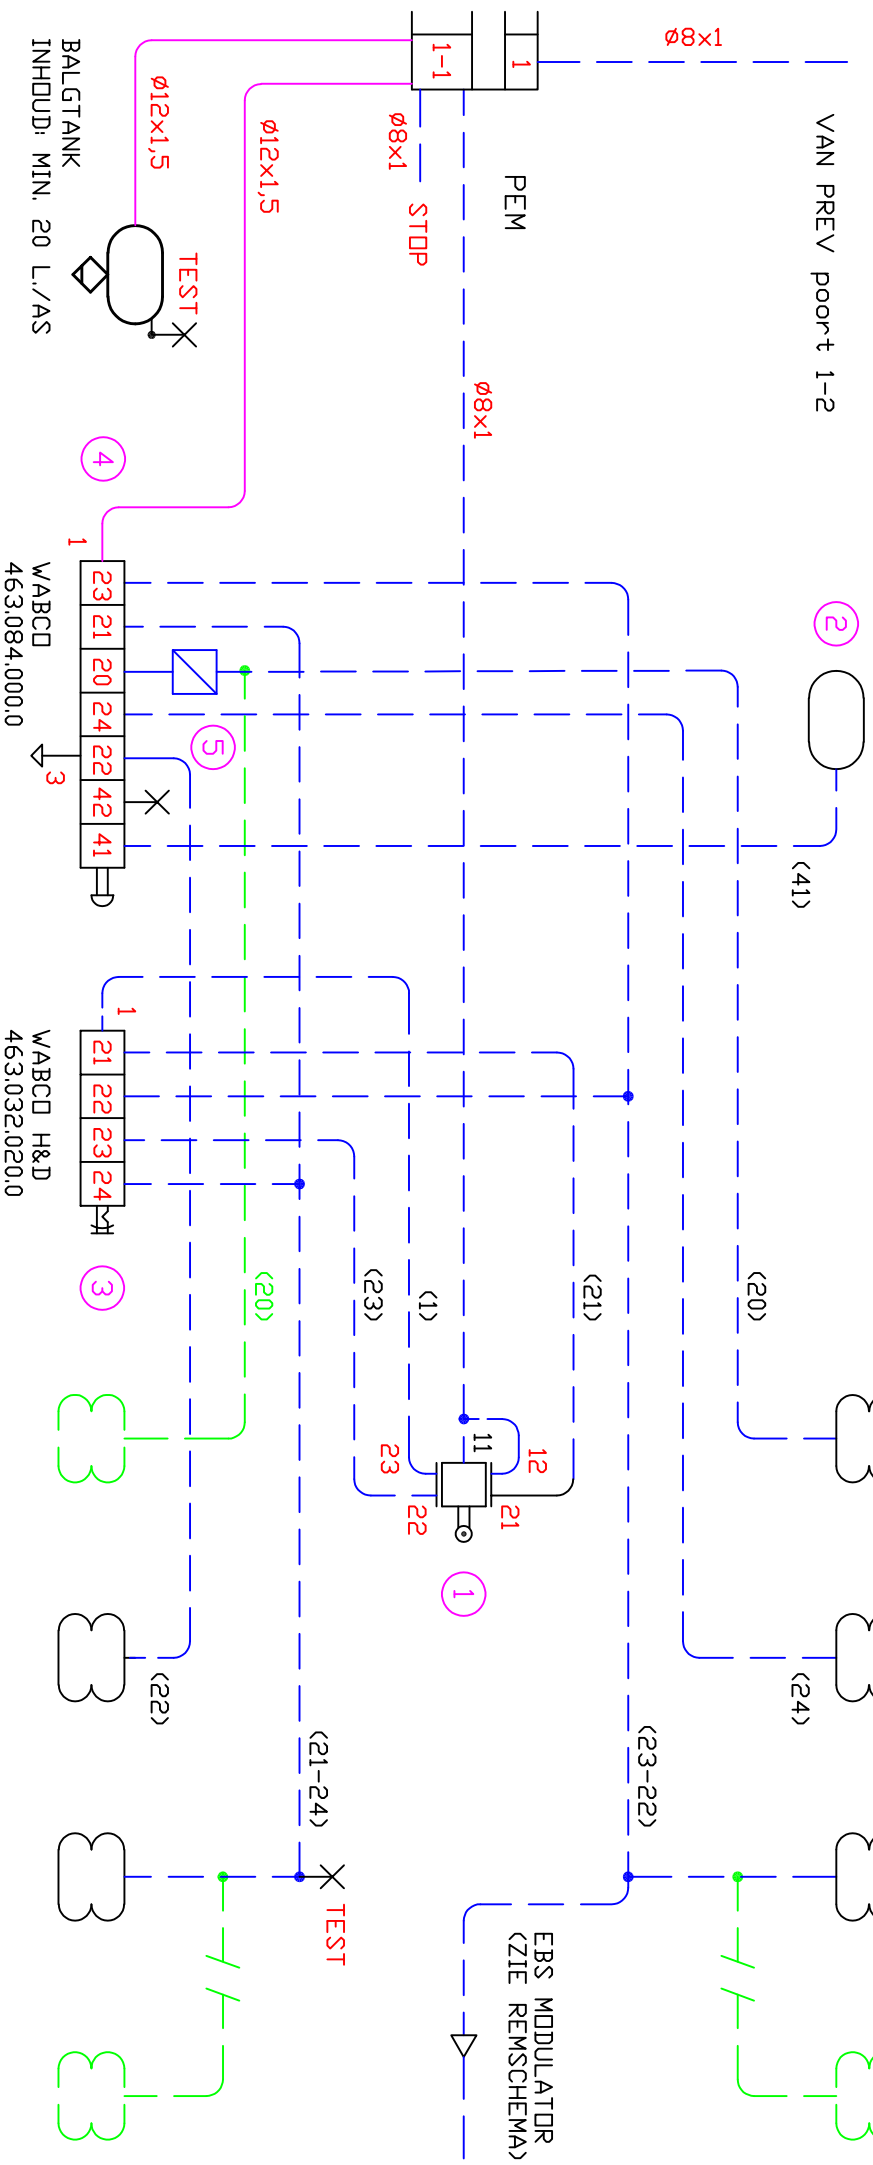 VAN PREV poort 1-2
ø8x1
1
1-1
PEM
ø8x1
STOP
ø8x1
ø12x1,5
ø12x1,5
TEST
BALGTANK
INHOUD: MIN. 20 L./AS
4
1
23
21
20
24
22
42
41
3
WABCO
463.084.000.0
5
2
(41)
1
21
22
23
24
WABCO H&D
463.032.020.0
3
(20)
(23)
(1)
(21)
(20)
11
12
21
23
22
1
(22)
(24)
(21-24)
(23-22)
TEST
EBS MODULATOR
(ZIE REMSCHEMA)